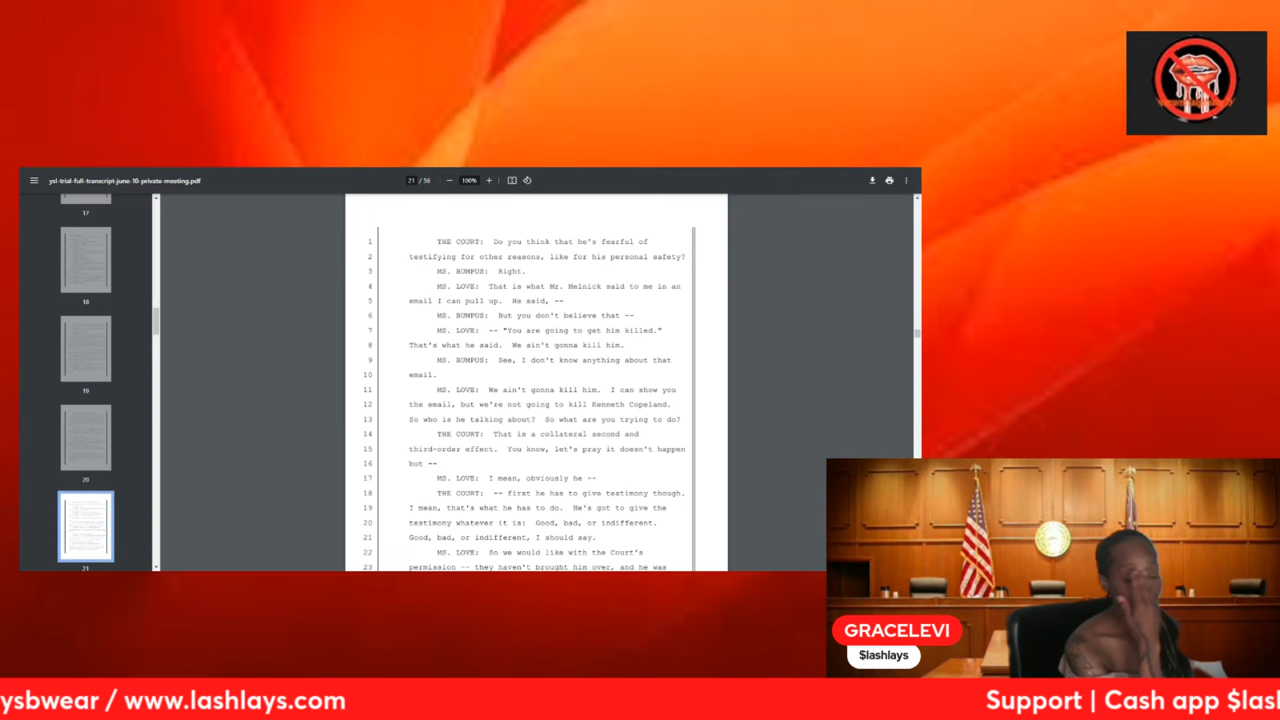 ysl-trial-full-transcript-june-10-private-meeting.pdf
21 / 56
100%
17
18
19
20
21
1 THE COURT: Do you think that he's fearful of
2 testifying for other reasons, like for his personal safety?
3 MS. BUMPUS: Right.
4 MS. LOVE: That is what Mr. Melnick said to me in an
5 email I can pull up. He said, --
6 MS. BUMPUS: But you don't believe that --
7 MS. LOVE: -- "You are going to get him killed."
8 That's what he said. We ain't gonna kill him.
9 MS. BUMPUS: See, I don't know anything about that
10 email.
11 MS. LOVE: We ain't gonna kill him. I can show you
12 the email, but we're not going to kill Kenneth Copeland.
13 So who is he talking about? So what are you trying to do?
14 THE COURT: That is a collateral second and
15 third-order effect. You know, let's pray it doesn't happen
16 but --
17 MS. LOVE: I mean, obviously he --
18 THE COURT: -- first he has to give testimony though.
19 I mean, that's what he has to do. He's got to give the
20 testimony whatever it is: Good, bad, or indifferent.
21 Good, bad, or indifferent, I should say.
22 MS. LOVE: So we would like with the Court's
23 permission -- they haven't brought him over, and he was
GRACELEVI
$lashlays
ysbwear / www.lashlays.com
Support | Cash app $lash